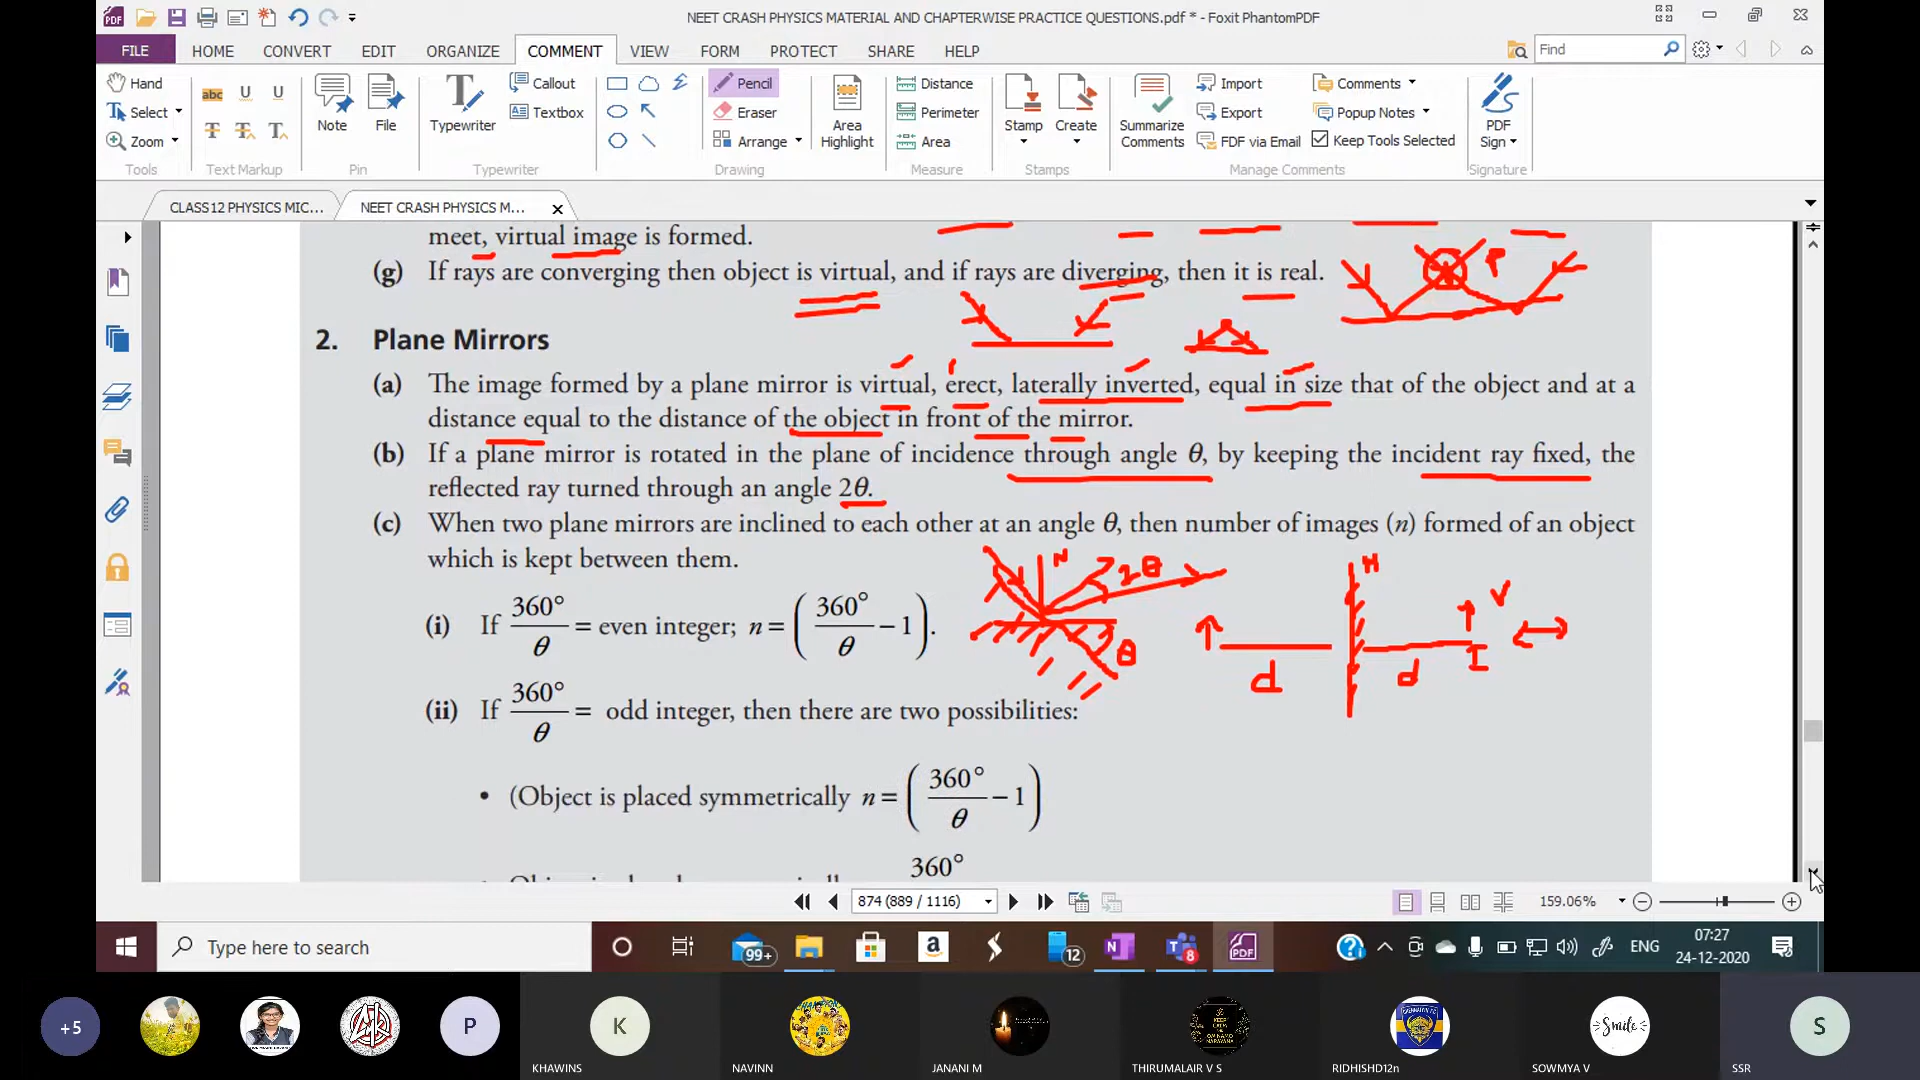 NEET CRASH PHYSICS MATERIAL AND CHAPTERWISE PRACTICE QUESTIONS.pdf * - Foxit PhantomPDF
FILE HOME CONVERT EDIT ORGANIZE COMMENT VIEW FORM PROTECT SHARE HELP Find
Hand Callout Pencil Distance Import Comments
Select Textbox Eraser Perimeter Export Popup Notes
Zoom Note File Typewriter Arrange Area Highlight Area Stamp Create Summarize Comments FDF via Email Keep Tools Selected PDF Sign
Tools Text Markup Pin Typewriter Drawing Measure Stamps Manage Comments Signature
CLASS12 PHYSICS MIC... NEET CRASH PHYSICS M...
meet, virtual image is formed.
(g) If rays are converging then object is virtual, and if rays are diverging, then it is real.
P
2. Plane Mirrors
(a) The image formed by a plane mirror is virtual, erect, laterally inverted, equal in size that of the object and at a
distance equal to the distance of the object in front of the mirror.
(b) If a plane mirror is rotated in the plane of incidence through angle θ, by keeping the incident ray fixed, the
reflected ray turned through an angle 2θ.
(c) When two plane mirrors are inclined to each other at an angle θ, then number of images (n) formed of an object
which is kept between them.
N 2θ M V
(i) If 360°/θ = even integer; n = (360°/θ − 1).
θ d d I
(ii) If 360°/θ = odd integer, then there are two possibilities:
• (Object is placed symmetrically n = (360°/θ − 1)
360°
874 (889 / 1116) 159.06%
Type here to search 99+ 12 8 ENG 07:27
24-12-2020
+5 P K Smile S
KHAWINS NAVINN JANANI M THIRUMALAIR V S RIDHISHD12n SOWMYA V SSR